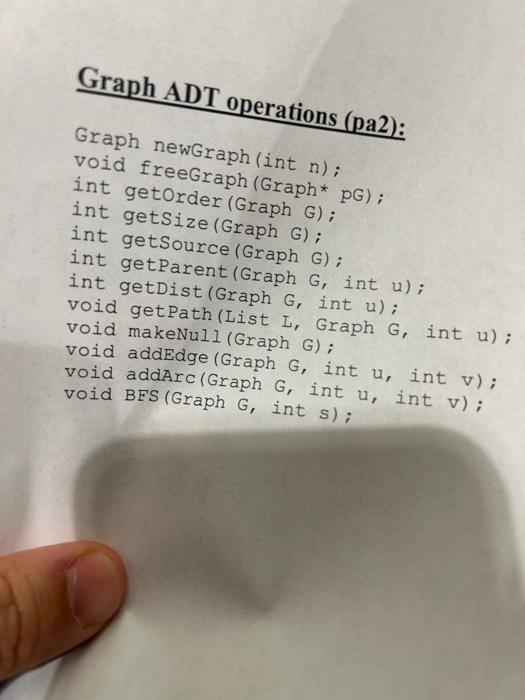 Graph ADT operations (pa2):
Graph newGraph(int n);
void freeGraph(Graph* pG);
int getOrder(Graph G);
int getSize(Graph G);
int getSource(Graph G);
int getParent(Graph G, int u);
int getDist(Graph G, int u);
void getPath(List L, Graph G, int u);
void makeNull(Graph G);
void addEdge(Graph G, int u, int v);
void addArc(Graph G, int u, int v);
void BFS(Graph G, int s);